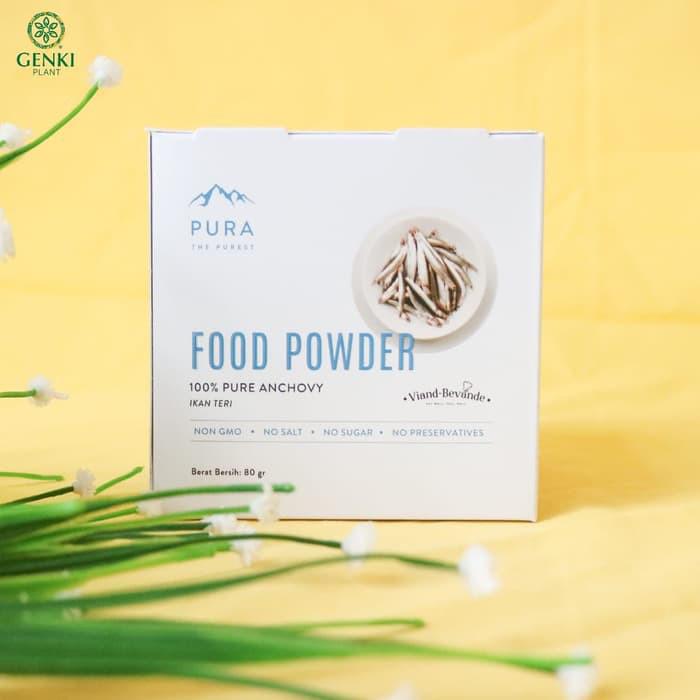 GENKI
PLANT
PURA
THE PUREST
FOOD POWDER
100% PURE ANCHOVY
IKAN TERI
• Viand-Bevande •
NON GMO • NO SALT • NO SUGAR • NO PRESERVATIVES
Berat Bersih: 80 gr